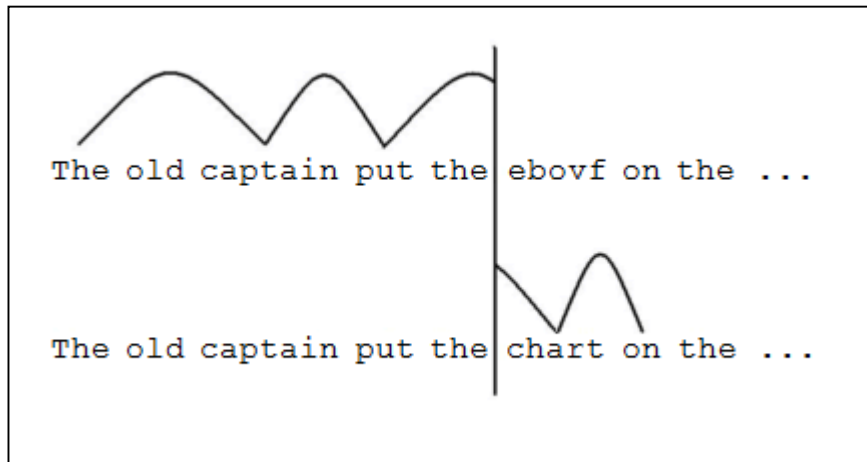 The old captain put the ebovf on the ...
The old captain put the chart on the ...